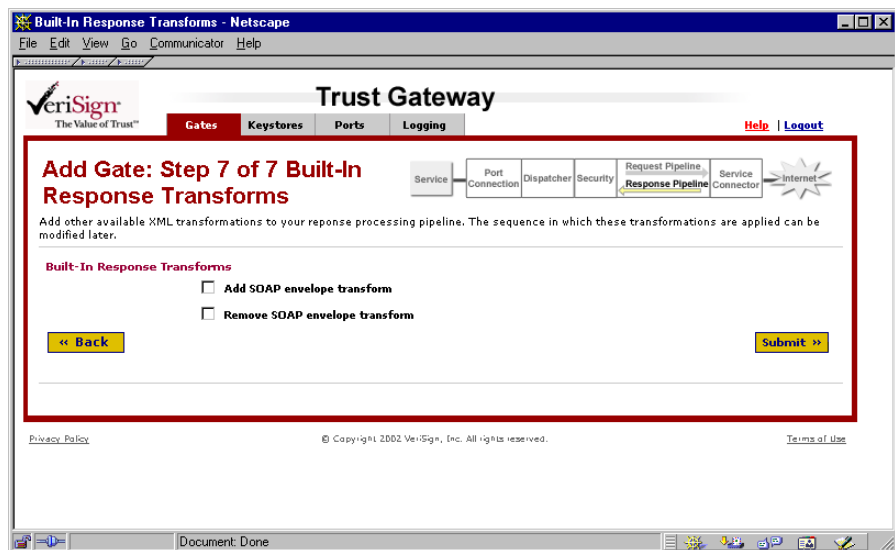 Built-In Response Transforms - Netscape
File Edit View Go Communicator Help
VeriSign
The Value of Trust
Trust Gateway
Gates Keystores Ports Logging
Help | Logout
Add Gate: Step 7 of 7 Built-In
Response Transforms
Service
Port
Connection
Dispatcher
Security
Request Pipeline
Response Pipeline
Service
Connector
Internet
Add other available XML transformations to your reponse processing pipeline. The sequence in which these transformations are applied can be
modified later.
Built-In Response Transforms
Add SOAP envelope transform
Remove SOAP envelope transform
« Back
Submit »
Privacy Policy
© Copyright 2002 VeriSign, Inc. All rights reserved.
Terms of Use
Document: Done